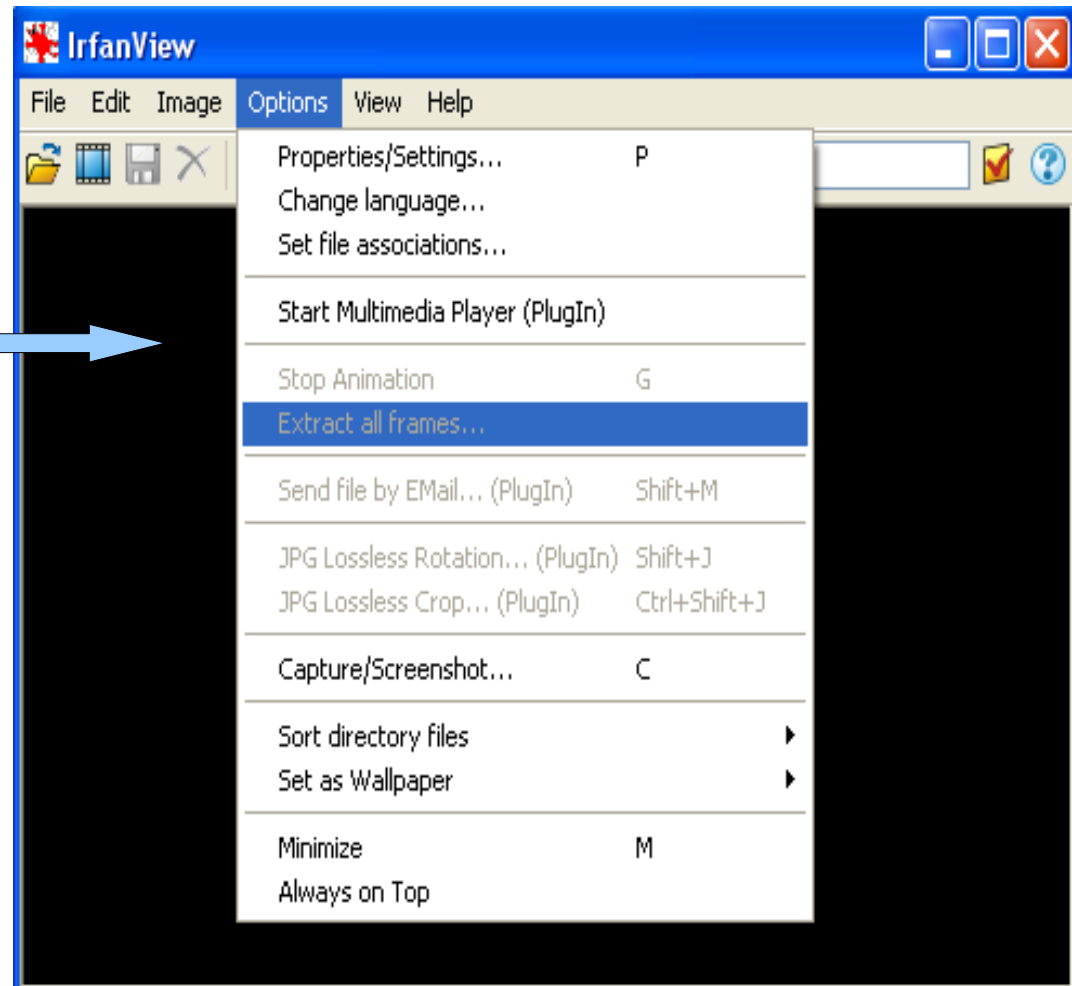 IrfanView
File Edit Image Options View Help
Properties/Settings... P
Change language...
Set file associations...
Start Multimedia Player (PlugIn)
Stop Animation G
Extract all frames...
Send file by EMail... (PlugIn) Shift+M
JPG Lossless Rotation... (PlugIn) Shift+J
JPG Lossless Crop... (PlugIn) Ctrl+Shift+J
Capture/Screenshot... C
Sort directory files
Set as Wallpaper
Minimize M
Always on Top